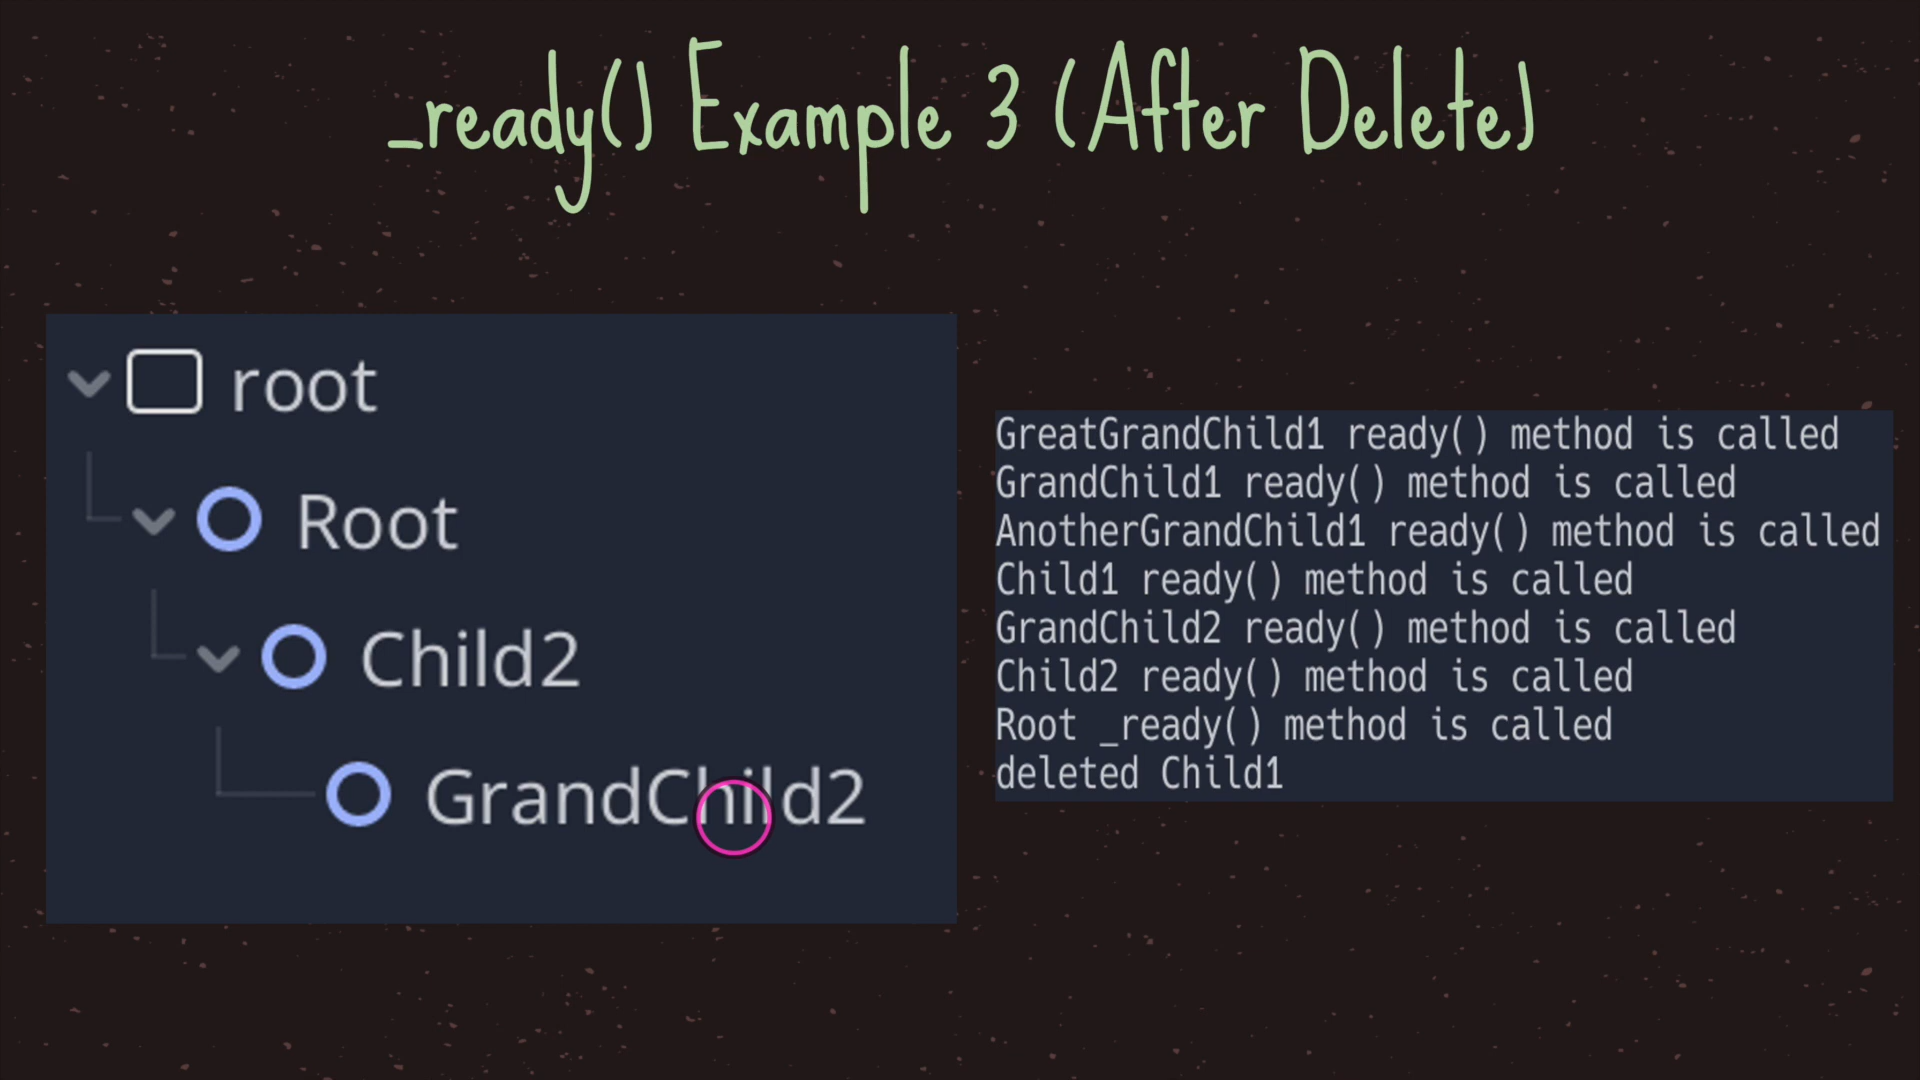 _ready() Example 3 (After Delete)
root
Root
Child2
GrandChild2
GreatGrandChild1 ready() method is called
GrandChild1 ready() method is called
AnotherGrandChild1 ready() method is called
Child1 ready() method is called
GrandChild2 ready() method is called
Child2 ready() method is called
Root _ready() method is called
deleted Child1